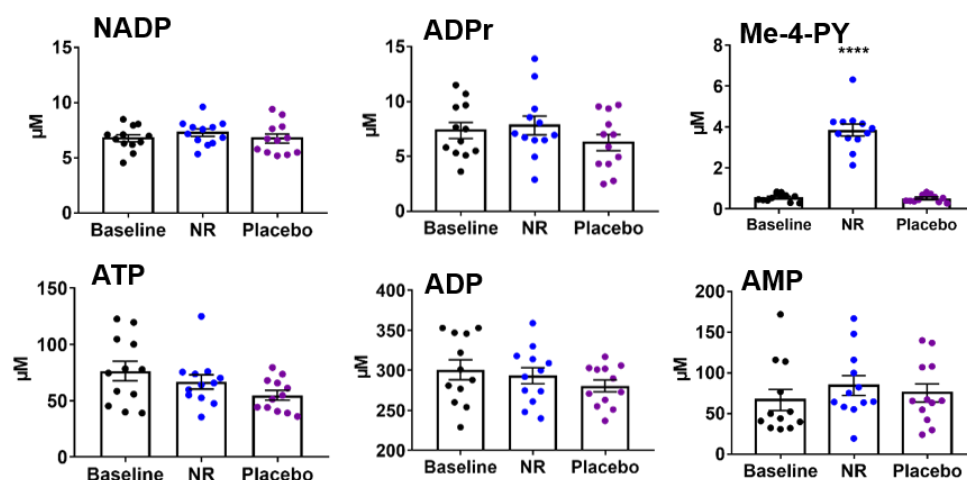 NADP
µM
15
10
5
0
Baseline NR Placebo
ADPr
µM
15
10
5
0
Baseline NR Placebo
Me-4-PY
µM
8
6
4
2
0
****
Baseline NR Placebo
ATP
µM
150
100
50
0
Baseline NR Placebo
ADP
µM
400
350
300
250
200
Baseline NR Placebo
AMP
µM
200
150
100
50
0
Baseline NR Placebo